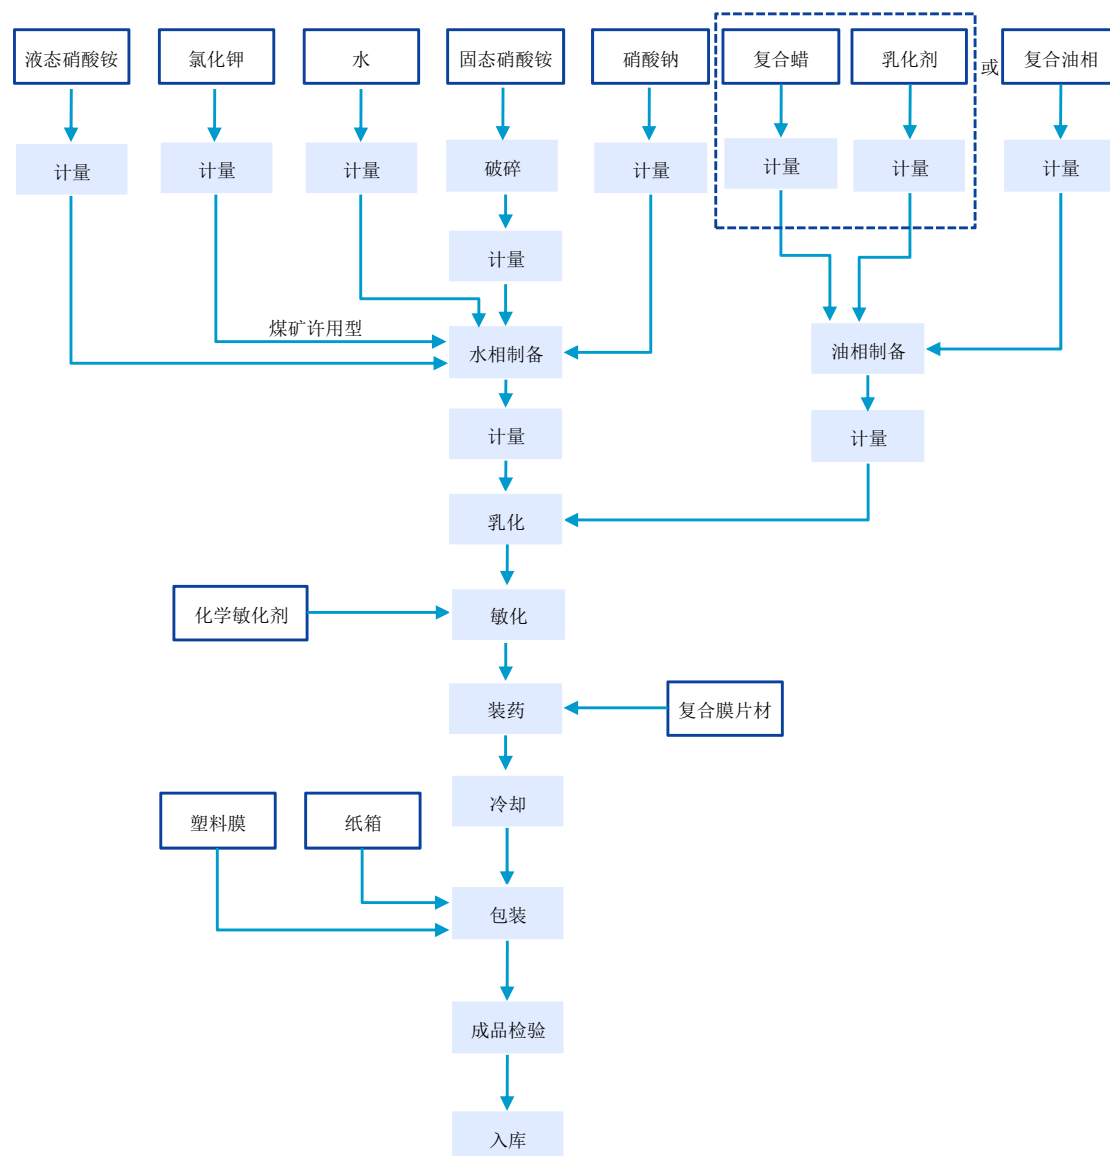 液态硝酸铵
氯化钾
水
固态硝酸铵
硝酸钠
复合蜡
乳化剂
或
复合油相
计量
计量
计量
破碎
计量
计量
计量
计量
计量
煤矿许用型
水相制备
油相制备
计量
计量
乳化
化学敏化剂
敏化
装药
复合膜片材
塑料膜
纸箱
冷却
包装
成品检验
入库